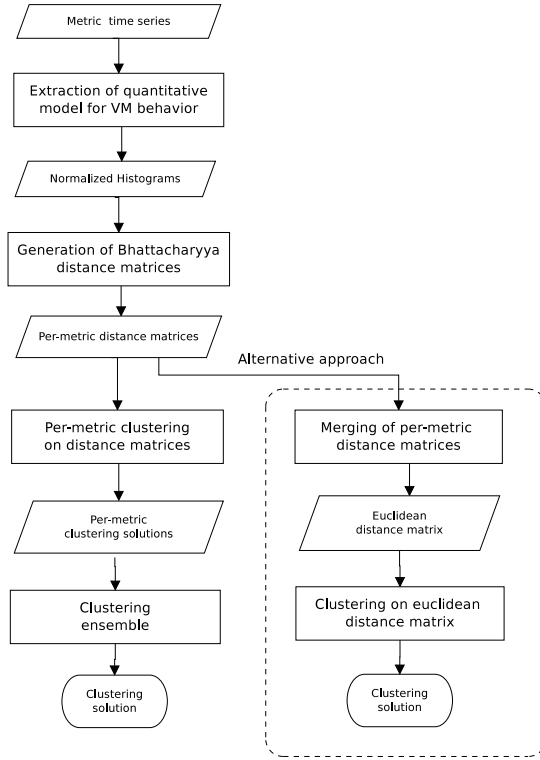 Metric time series
Extraction of quantitative
model for VM behavior
Normalized Histograms
Generation of Bhattacharyya
distance matrices
Per-metric distance matrices
Alternative approach
Per-metric clustering
on distance matrices
Per-metric
clustering solutions
Clustering
ensemble
Clustering
solution
Merging of per-metric
distance matrices
Euclidean
distance matrix
Clustering on euclidean
distance matrix
Clustering
solution